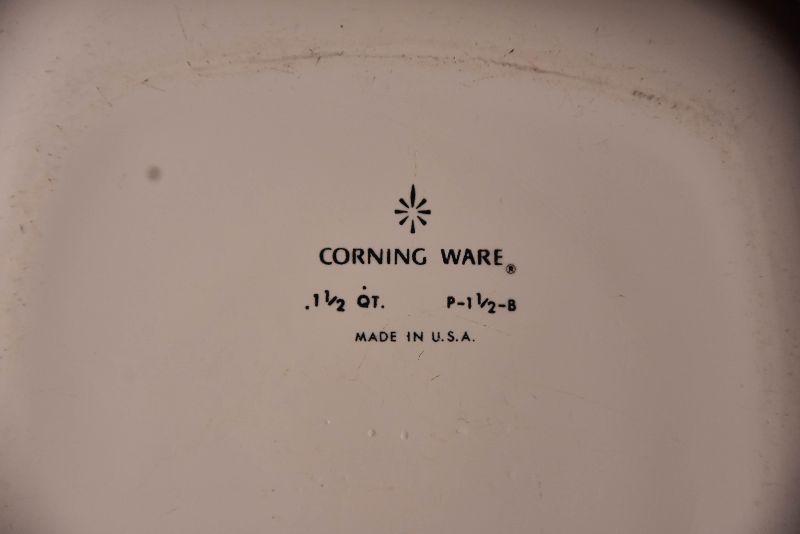 CORNING WARE®
1½ QT. P-1½-B
MADE IN U.S.A.